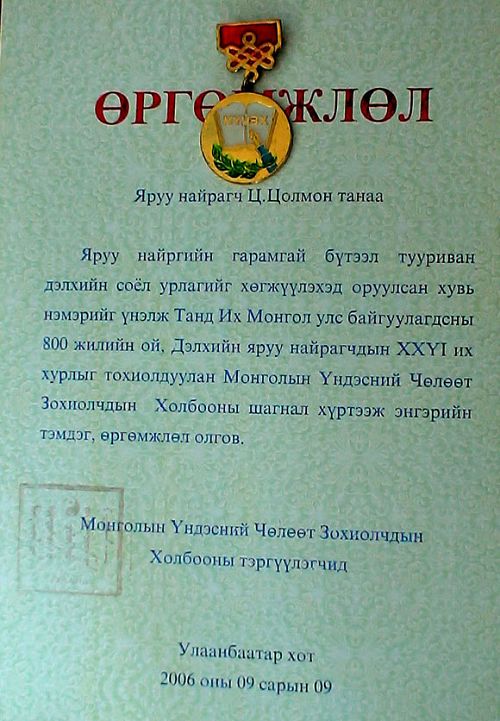 ӨРГӨМЖЛӨЛ
Яруу найрагч Ц.Цолмон танаа
Яруу найргийн гарамгай бүтээл тууриван
дэлхийн соёл урлагийг хөгжүүлэхэд оруулсан хувь
нэмэрийг үнэлж Танд Их Монгол улс байгуулагдсны
800 жилийн ой, Дэлхийн яруу найрагчдын XXYI их
хурлыг тохиолдуулан Монголын Үндэсний Чөлөөт
Зохиолчдын Холбооны шагнал хүртээж энгэрийн
тэмдэг, өргөмжлөл олгов.
Монголын Үндэсний Чөлөөт Зохиолчдын
Холбооны тэргүүлэгчид
Улаанбаатар хот
2006 оны 09 сарын 09